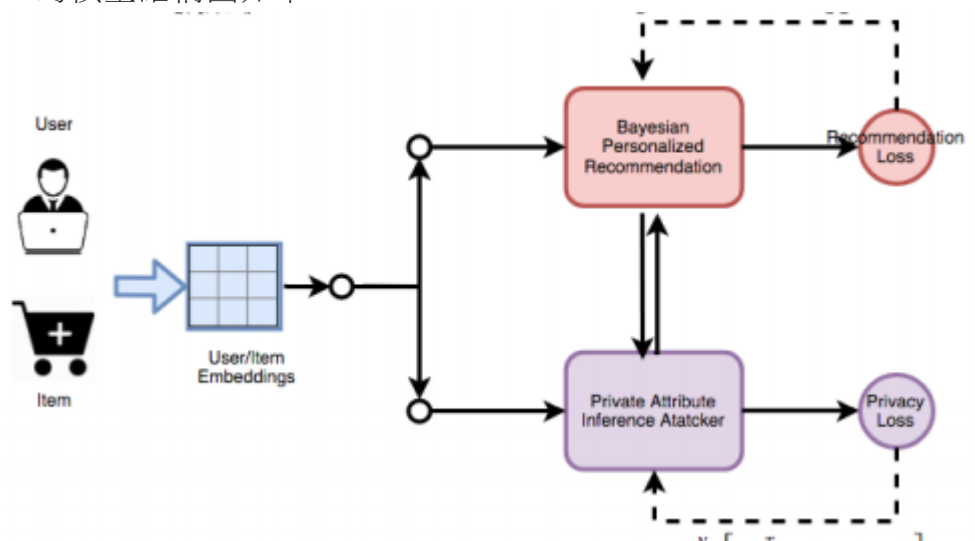 User
Item
User/Item
Embeddings
Bayesian
Personalized
Recommendation
Recommendation
Loss
Private Attribute
Inference Atatcker
Privacy
Loss